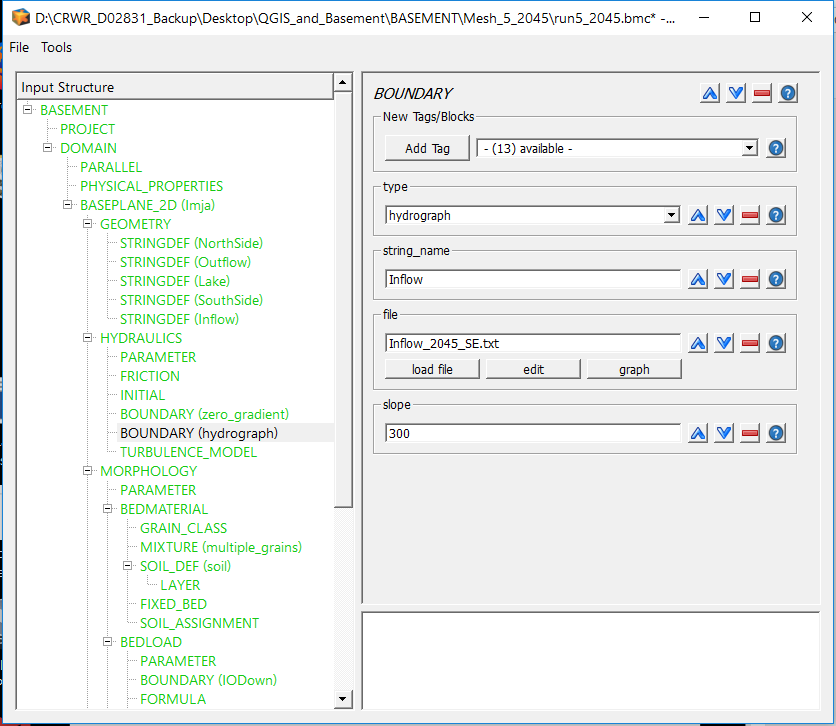 D:\CRWR_D02831_Backup\Desktop\QGIS_and_Basement\BASEMENT\Mesh_5_2045\run5_2045.bmc* -...
File Tools
Input Structure
BASEMENT
PROJECT
DOMAIN
PARALLEL
PHYSICAL_PROPERTIES
BASEPLANE_2D (Imja)
GEOMETRY
STRINGDEF (NorthSide)
STRINGDEF (Outflow)
STRINGDEF (Lake)
STRINGDEF (SouthSide)
STRINGDEF (Inflow)
HYDRAULICS
PARAMETER
FRICTION
INITIAL
BOUNDARY (zero_gradient)
BOUNDARY (hydrograph)
TURBULENCE_MODEL
MORPHOLOGY
PARAMETER
BEDMATERIAL
GRAIN_CLASS
MIXTURE (multiple_grains)
SOIL_DEF (soil)
LAYER
FIXED_BED
SOIL_ASSIGNMENT
BEDLOAD
PARAMETER
BOUNDARY (IODown)
FORMULA
BOUNDARY
New Tags/Blocks
Add Tag - (13) available -
type
hydrograph
string_name
Inflow
file
Inflow_2045_SE.txt
load file edit graph
slope
300